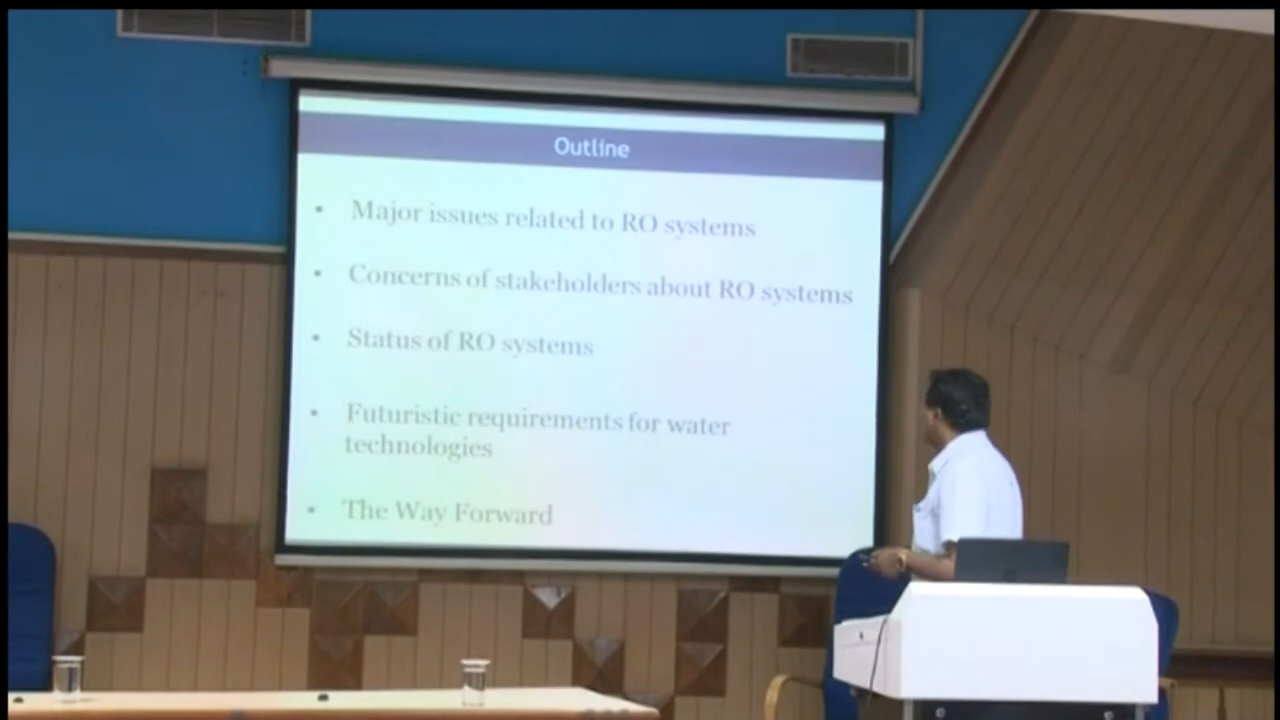 Outline
• Major issues related to RO systems
• Concerns of stakeholders about RO systems
• Status of RO systems
• Futuristic requirements for water
technologies
• The Way Forward